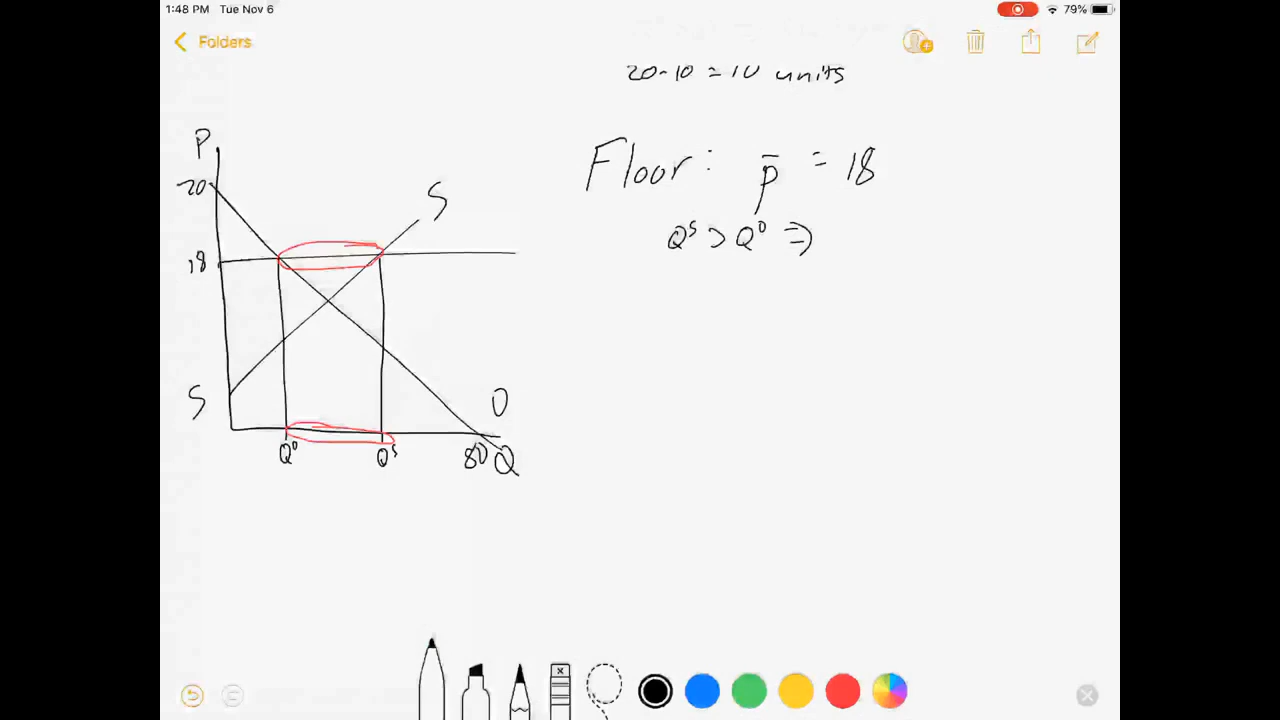 1:48 PM Tue Nov 6
79%
Folders
20-10 = 10 units
Floor: p̄ = 18
Qˢ > Qᴰ ⇒
P
20
S
18
S
D
Qᴰ
Qˢ
80
Q